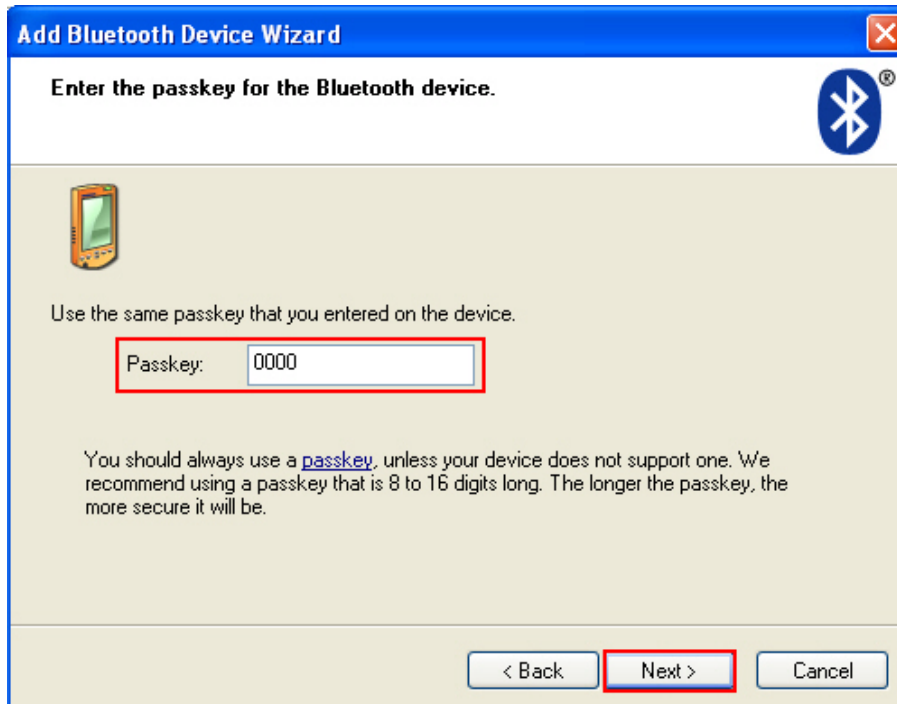 Add Bluetooth Device Wizard
Enter the passkey for the Bluetooth device.
®
Use the same passkey that you entered on the device.
Passkey: 0000
You should always use a passkey, unless your device does not support one. We
recommend using a passkey that is 8 to 16 digits long. The longer the passkey, the
more secure it will be.
< Back Next > Cancel